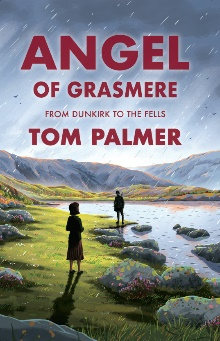 ANGEL
OF GRASMERE
FROM DUNKIRK TO THE FELLS
TOM PALMER